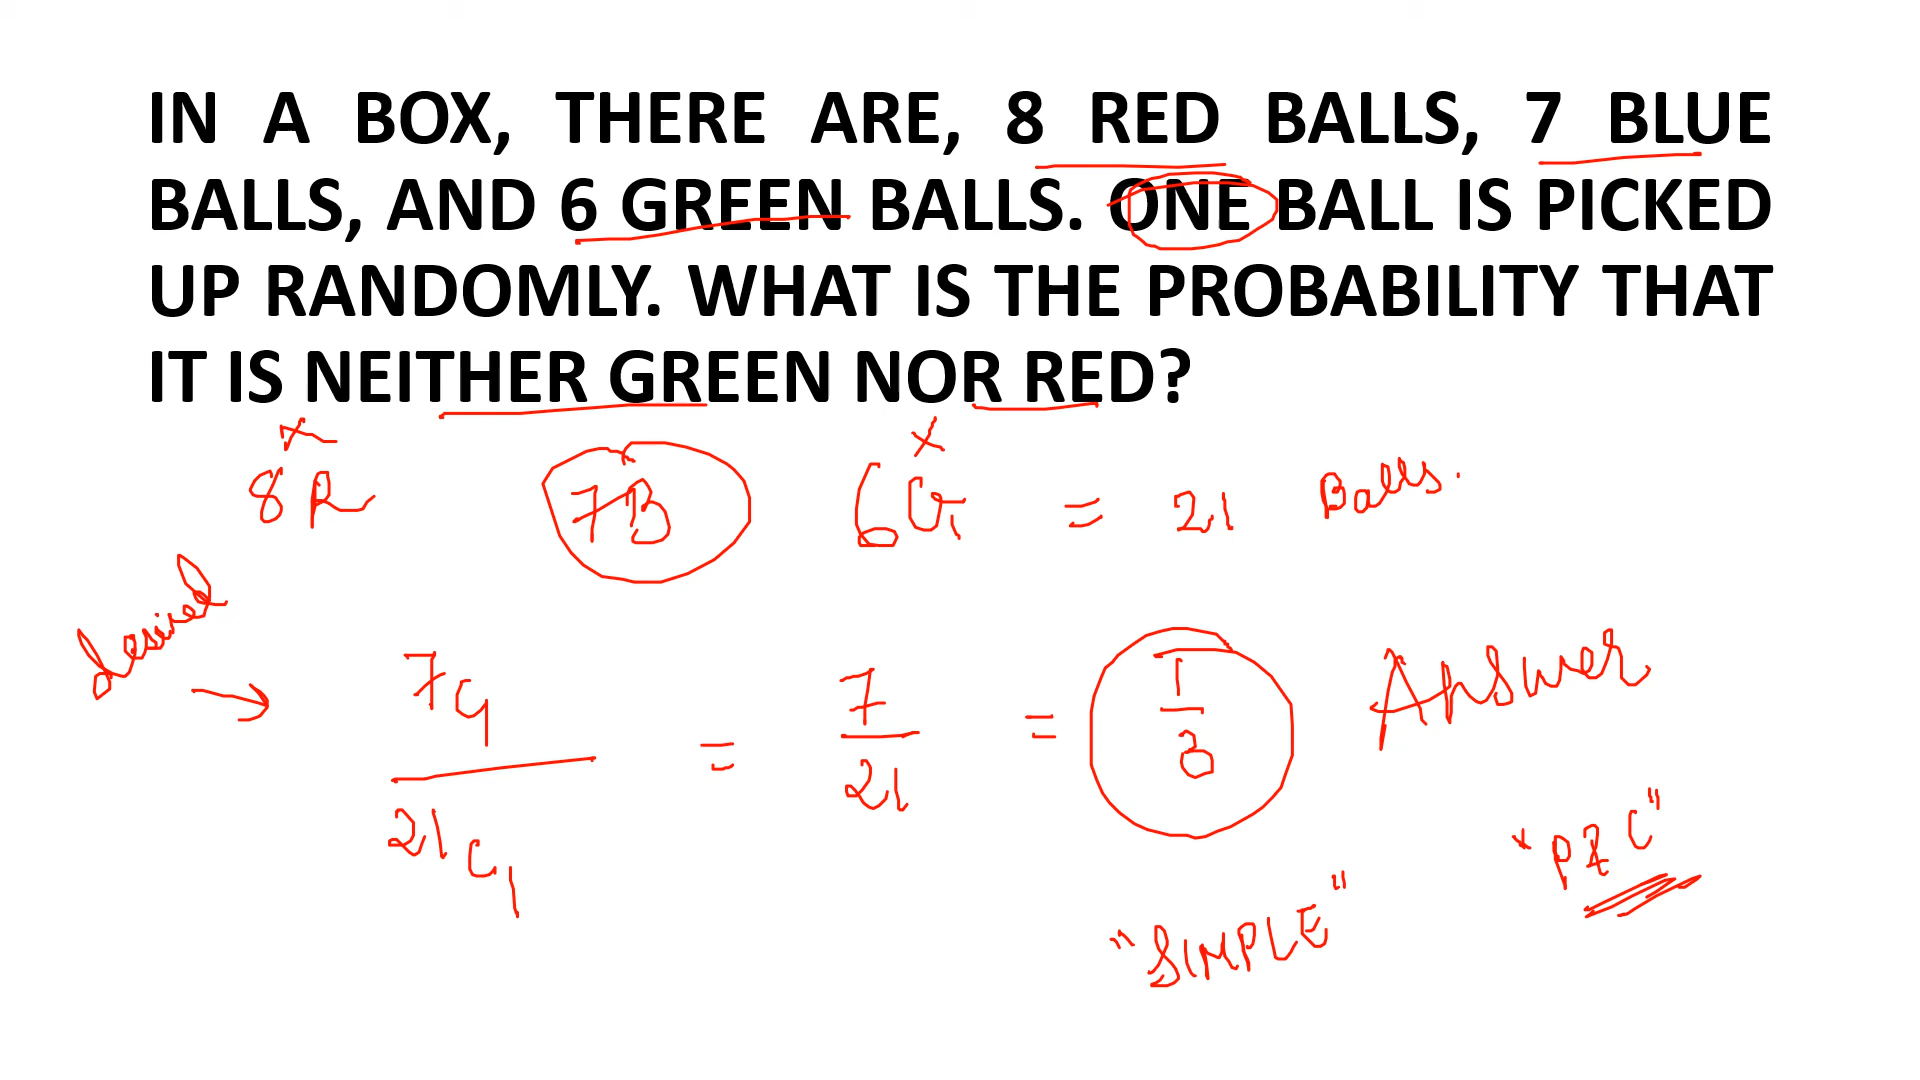 IN A BOX, THERE ARE, 8 RED BALLS, 7 BLUE
BALLS, AND 6 GREEN BALLS. ONE BALL IS PICKED
UP RANDOMLY. WHAT IS THE PROBABILITY THAT
IT IS NEITHER GREEN NOR RED?
x x
8R 7B 6G = 21 Balls.
desired → 7C1 / 21C1 = 7/21 = 1/3 Answer
"P&C"
"SIMPLE"